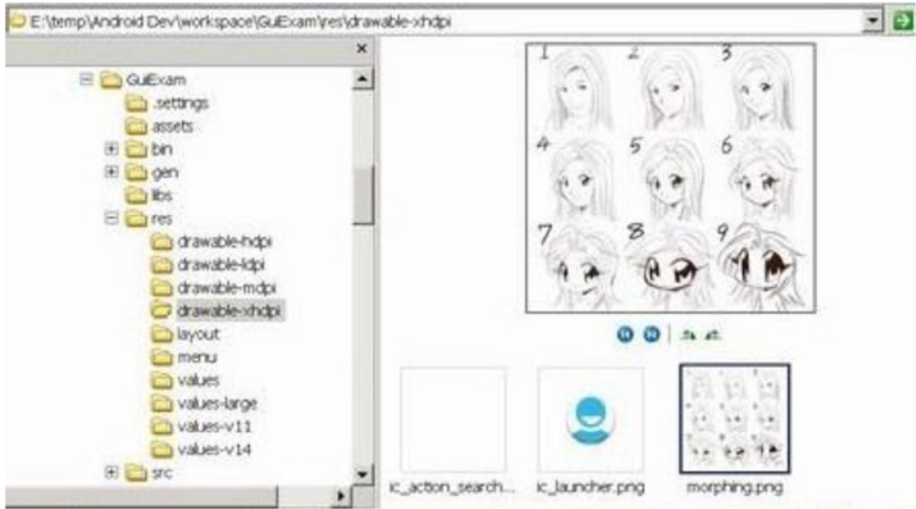 E:\temp\Android Dev\workspace\GuiExam\res\drawable-xhdpi
GuiExam
.settings
assets
bin
gen
libs
res
drawable-hdpi
drawable-ldpi
drawable-mdpi
drawable-xhdpi
layout
menu
values
values-large
values-v11
values-v14
src
1 2 3
4 5 6
7 8 9
ic_action_search... ic_launcher.png morphing.png